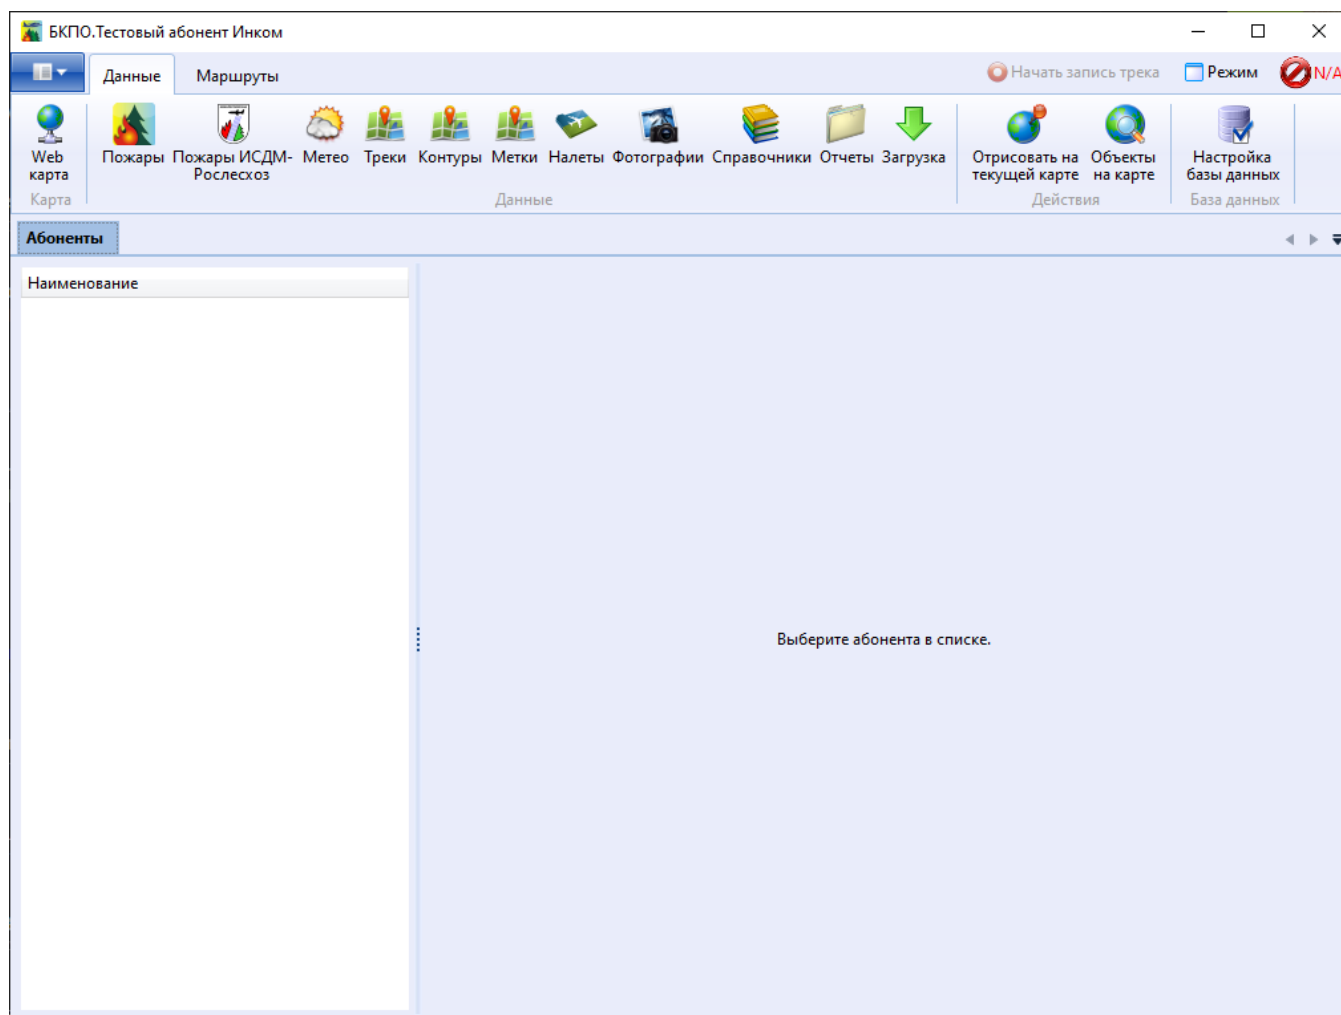 БКПО.Тестовый абонент Инком
Данные Маршруты Начать запись трека Режим N/A
Web карта
Пожары
Пожары ИСДМ-Рослесхоз
Метео
Треки
Контуры
Метки
Налеты
Фотографии
Справочники
Отчеты
Загрузка
Отрисовать на текущей карте
Объекты на карте
Настройка базы данных
Карта Данные Действия База данных
Абоненты
Наименование
Выберите абонента в списке.